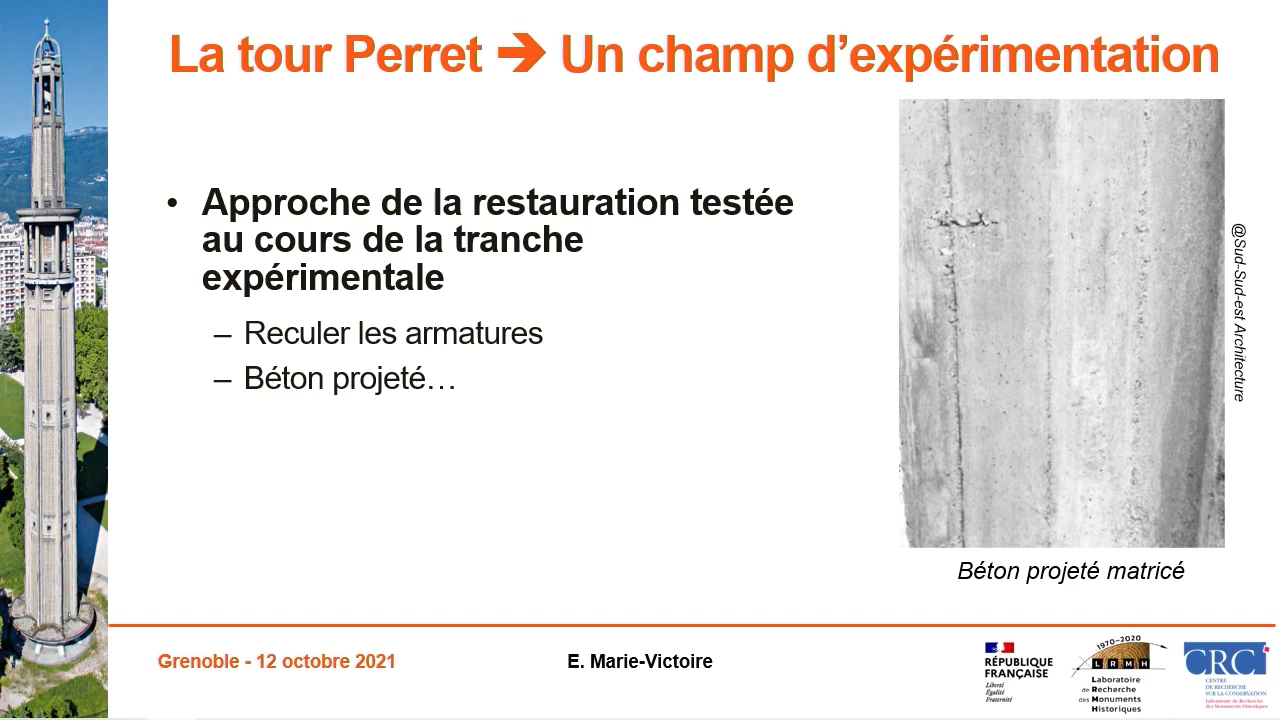 La tour Perret ➔ Un champ d’expérimentation
• Approche de la restauration testée
au cours de la tranche
expérimentale
– Reculer les armatures
– Béton projeté…
@Sud-Sud-est Architecture
Béton projeté matricé
Grenoble - 12 octobre 2021
E. Marie-Victoire
RÉPUBLIQUE
FRANÇAISE
Liberté
Égalité
Fraternité
1970-2020
LRMH
Laboratoire
de Recherche
des Monuments
Historiques
CRC
CENTRE
DE RECHERCHE
SUR LA CONSERVATION
Laboratoire de Recherche
des Monuments Historiques